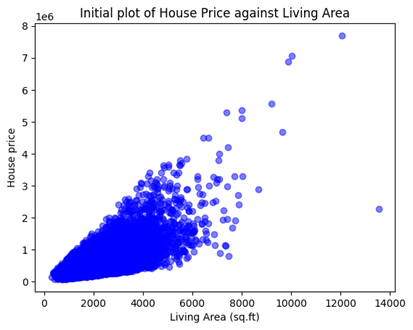 Initial plot of House Price against Living Area
1e6
8
7
6
5
4
3
2
1
0
House price
0 2000 4000 6000 8000 10000 12000 14000
Living Area (sq.ft)